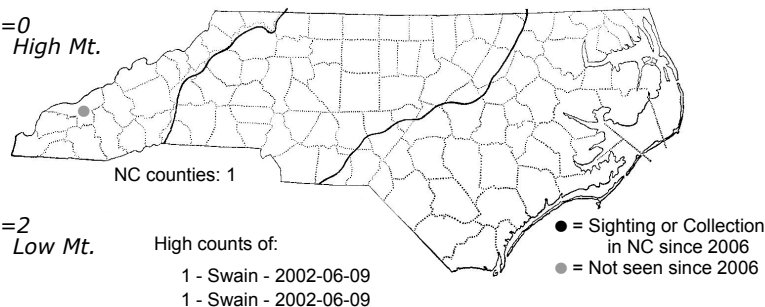 =0
High Mt.
NC counties: 1
=2
Low Mt.
High counts of:
1 - Swain - 2002-06-09
1 - Swain - 2002-06-09
● = Sighting or Collection
in NC since 2006
● = Not seen since 2006